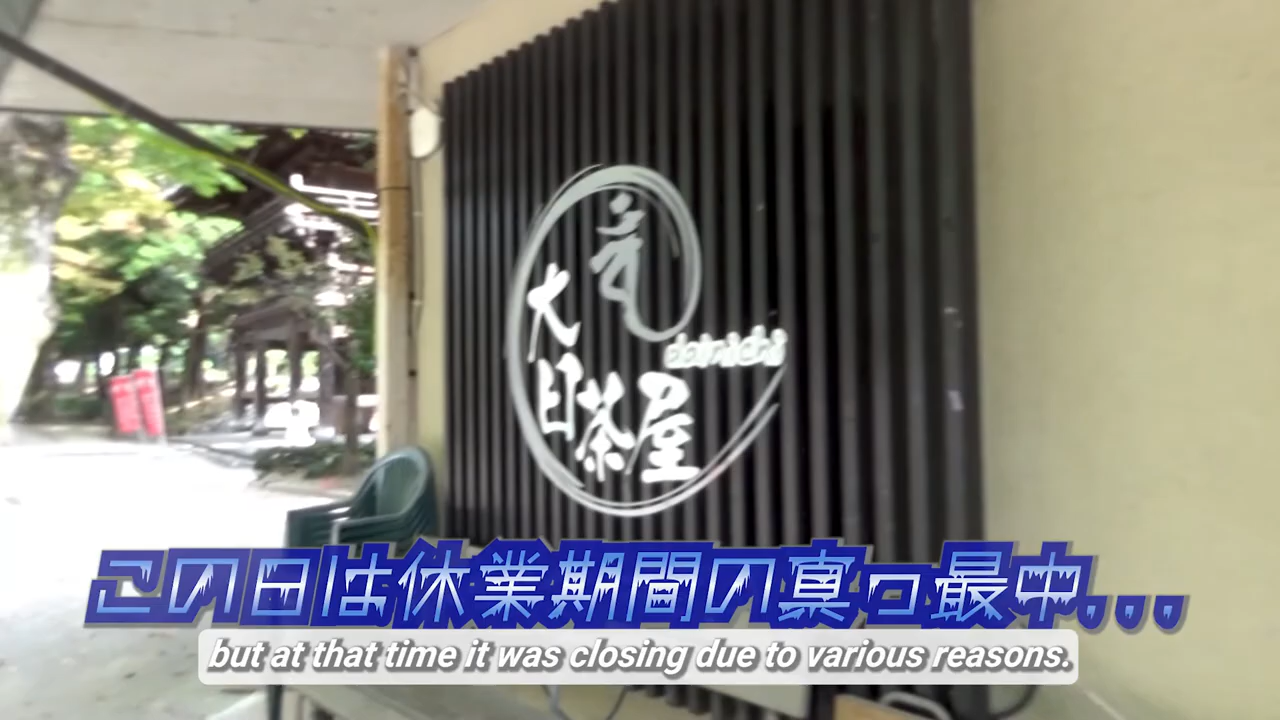 竜
大日茶屋
dainichi
この日は休業期間の真っ最中。。。
but at that time it was closing due to various reasons.